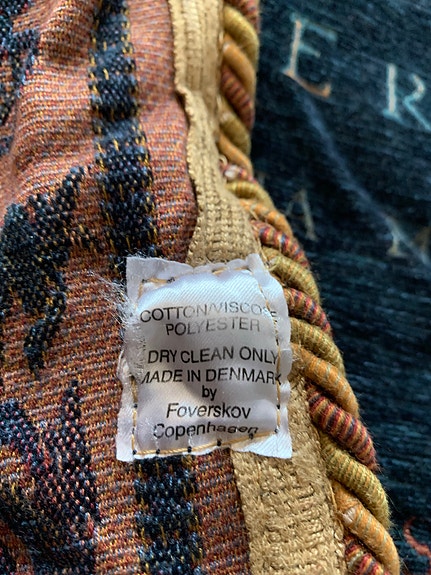 COTTON/VISCOSE
POLYESTER
DRY CLEAN ONLY
MADE IN DENMARK
by
Foverskov
Copenhagen
E R